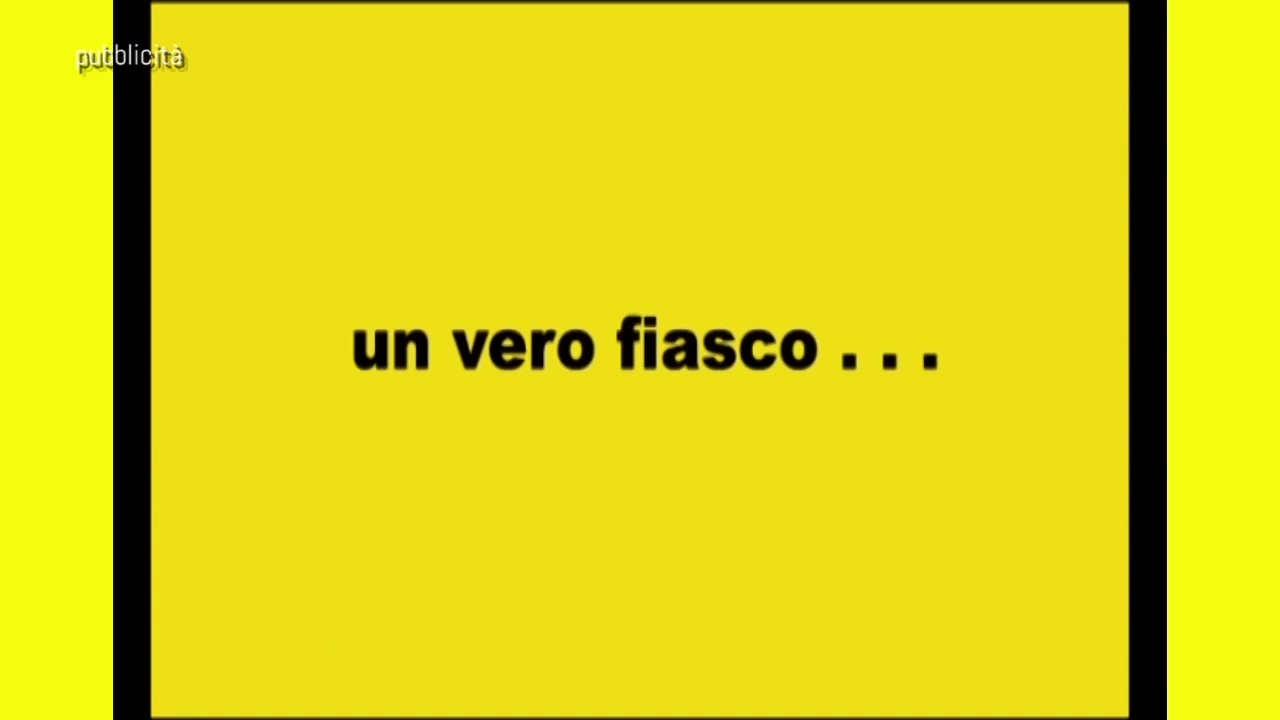 pubblicità
un vero fiasco . . .